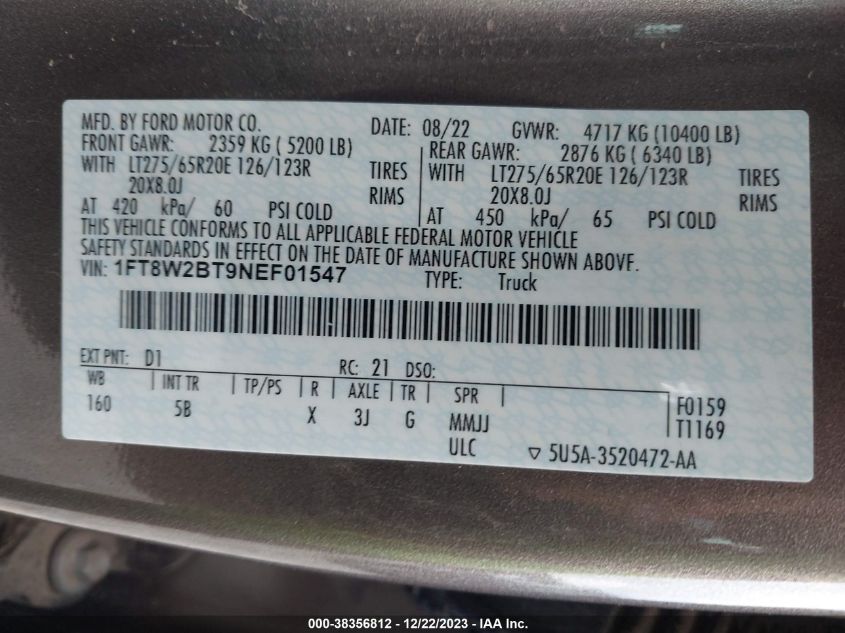 MFD. BY FORD MOTOR CO. DATE: 08/22 GVWR: 4717 KG (10400 LB)
FRONT GAWR: 2359 KG ( 5200 LB) REAR GAWR: 2876 KG ( 6340 LB)
WITH LT275/65R20E 126/123R TIRES WITH LT275/65R20E 126/123R TIRES
20X8.0J RIMS 20X8.0J RIMS
AT 420 kPa/ 60 PSI COLD AT 450 kPa/ 65 PSI COLD
THIS VEHICLE CONFORMS TO ALL APPLICABLE FEDERAL MOTOR VEHICLE
SAFETY STANDARDS IN EFFECT ON THE DATE OF MANUFACTURE SHOWN ABOVE.
VIN: 1FT8W2BT9NEF01547 TYPE: Truck
EXT PNT: D1 RC: 21 DSO:
WB INT TR TP/PS R AXLE TR SPR F0159
160 5B X 3J G MMJJ T1169
ULC ▽ 5U5A-3520472-AA
000-38356812 - 12/22/2023 - IAA Inc.